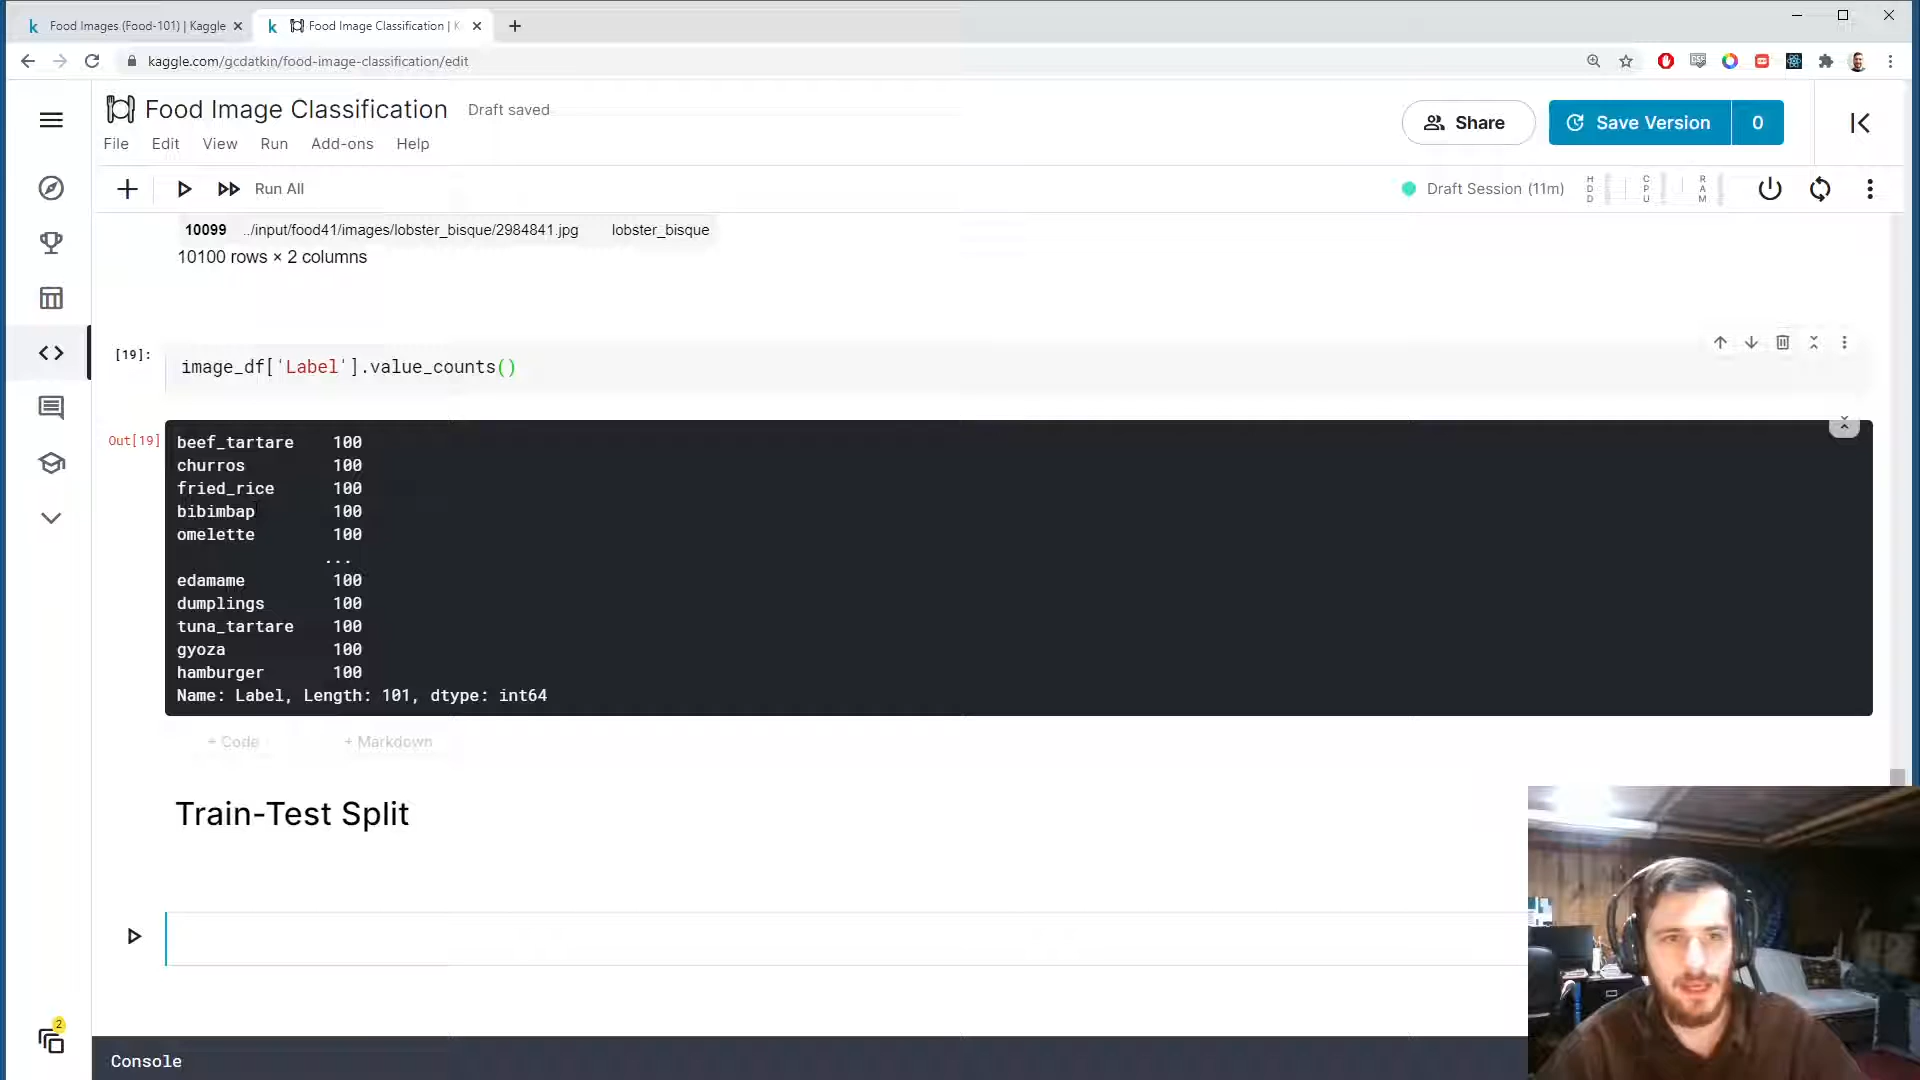 Food Images (Food-101) | Kaggle
Food Image Classification | K
kaggle.com/gcdatkin/food-image-classification/edit
Food Image Classification
Draft saved
Share
Save Version
0
File Edit View Run Add-ons Help
Run All
Draft Session (11m)
HDD
CPU
RAM
10099 ../input/food41/images/lobster_bisque/2984841.jpg lobster_bisque
10100 rows × 2 columns
[19]:
image_df['Label'].value_counts()
Out[19]
beef_tartare 100
churros 100
fried_rice 100
bibimbap 100
omelette 100
...
edamame 100
dumplings 100
tuna_tartare 100
gyoza 100
hamburger 100
Name: Label, Length: 101, dtype: int64
+ Code + Markdown
Train-Test Split
2
Console